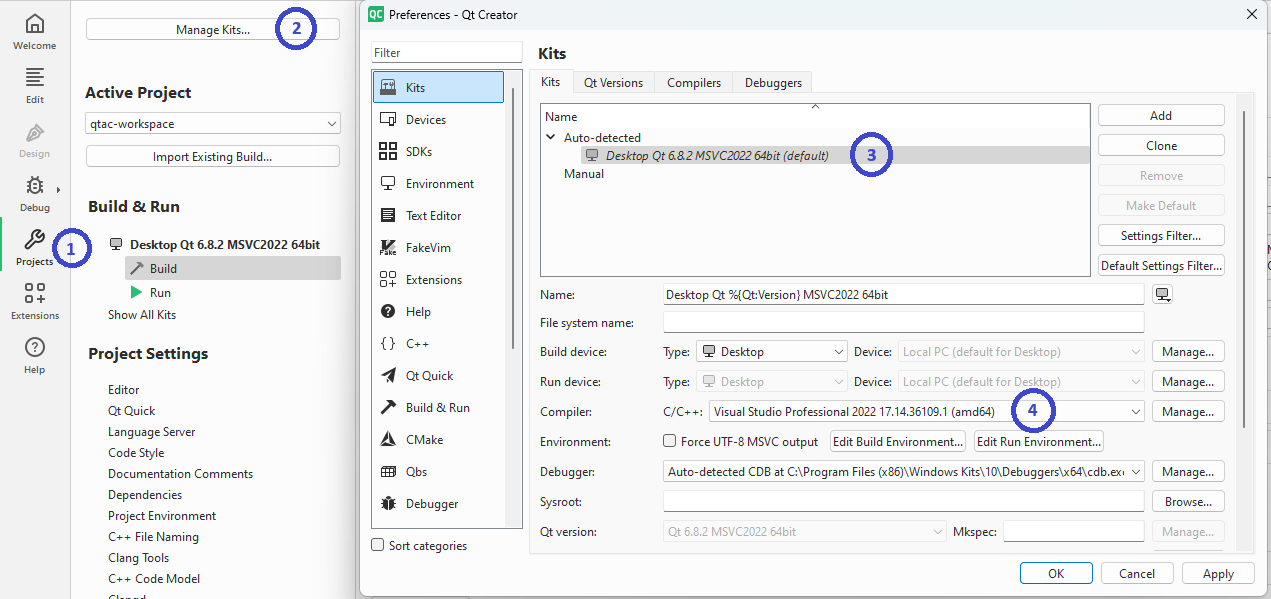 Welcome
Edit
Design
Debug
1
Projects
Extensions
Help
Manage Kits...
2
Active Project
qtac-workspace
Import Existing Build...
Build & Run
Desktop Qt 6.8.2 MSVC2022 64bit
Build
Run
Show All Kits
Project Settings
Editor
Qt Quick
Language Server
Code Style
Documentation Comments
Dependencies
Project Environment
C++ File Naming
Clang Tools
C++ Code Model
Clangd
QC Preferences - Qt Creator
Filter
Kits
Devices
SDKs
Environment
Text Editor
Fake FakeVim
Extensions
Help
C++
Qt Quick
Build & Run
CMake
Qbs
Debugger
Sort categories
Kits
Kits Qt Versions Compilers Debuggers
Name
Auto-detected
Desktop Qt 6.8.2 MSVC2022 64bit (default)
3
Manual
Add
Clone
Remove
Make Default
Settings Filter...
Default Settings Filter...
Name: Desktop Qt %{Qt:Version} MSVC2022 64bit
File system name:
Build device: Type: Desktop Device: Local PC (default for Desktop) Manage...
Run device: Type: Desktop Device: Local PC (default for Desktop) Manage...
Compiler: C/C++: Visual Studio Professional 2022 17.14.36109.1 (amd64) 4 Manage...
Environment: Force UTF-8 MSVC output Edit Build Environment... Edit Run Environment...
Debugger: Auto-detected CDB at C:\Program Files (x86)\Windows Kits\10\Debuggers\x64\cdb.exe Manage...
Sysroot: Browse...
Qt version: Qt 6.8.2 MSVC2022 64bit Mkspec: Manage...
OK Cancel Apply